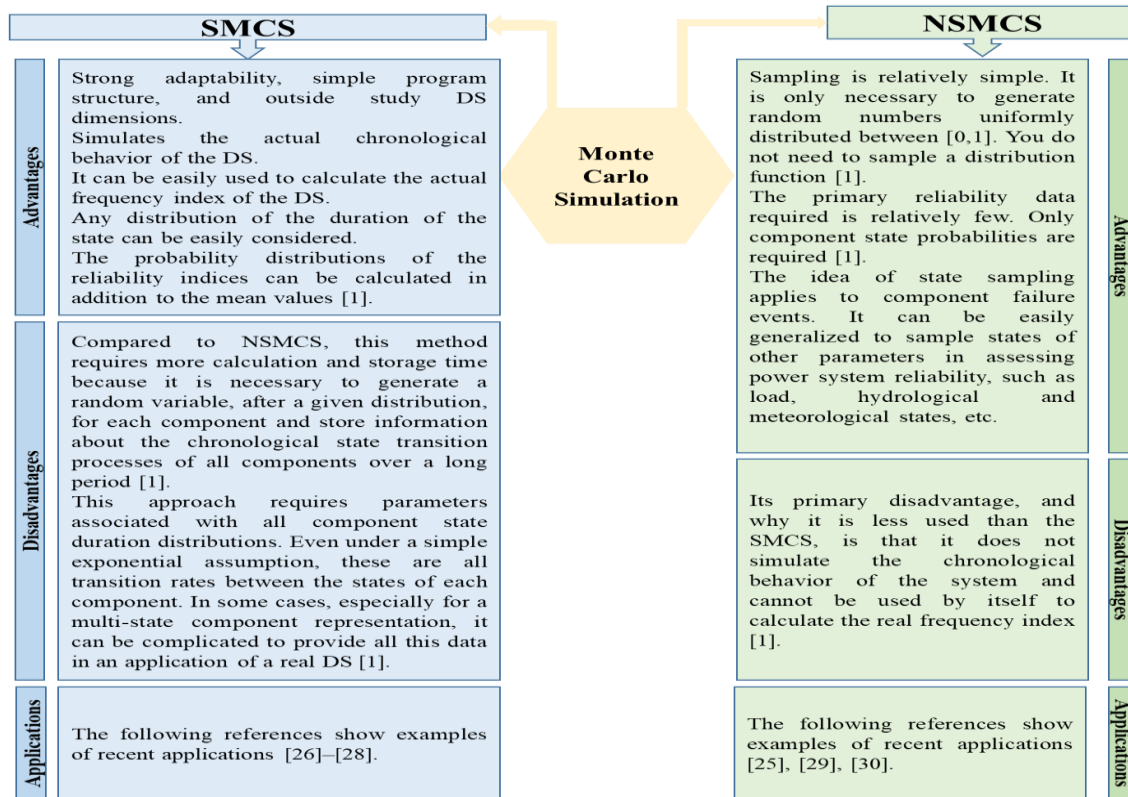 SMCS
Advantages
Strong adaptability, simple program
structure, and outside study DS
dimensions.
Simulates the actual chronological
behavior of the DS.
It can be easily used to calculate the actual
frequency index of the DS.
Any distribution of the duration of the
state can be easily considered.
The probability distributions of the
reliability indices can be calculated in
addition to the mean values [1].
Disadvantages
Compared to NSMCS, this method
requires more calculation and storage time
because it is necessary to generate a
random variable, after a given distribution,
for each component and store information
about the chronological state transition
processes of all components over a long
period [1].
This approach requires parameters
associated with all component state
duration distributions. Even under a simple
exponential assumption, these are all
transition rates between the states of each
component. In some cases, especially for a
multi-state component representation, it
can be complicated to provide all this data
in an application of a real DS [1].
Applications
The following references show examples
of recent applications [26]–[28].
Monte
Carlo
Simulation
NSMCS
Sampling is relatively simple. It
is only necessary to generate
random numbers uniformly
distributed between [0,1]. You do
not need to sample a distribution
function [1].
The primary reliability data
required is relatively few. Only
component state probabilities are
required [1].
The idea of state sampling
applies to component failure
events. It can be easily
generalized to sample states of
other parameters in assessing
power system reliability, such as
load, hydrological and
meteorological states, etc.
Advantages
Its primary disadvantage, and
why it is less used than the
SMCS, is that it does not
simulate the chronological
behavior of the system and
cannot be used by itself to
calculate the real frequency index
[1].
Disadvantages
The following references show
examples of recent applications
[25], [29], [30].
Applications